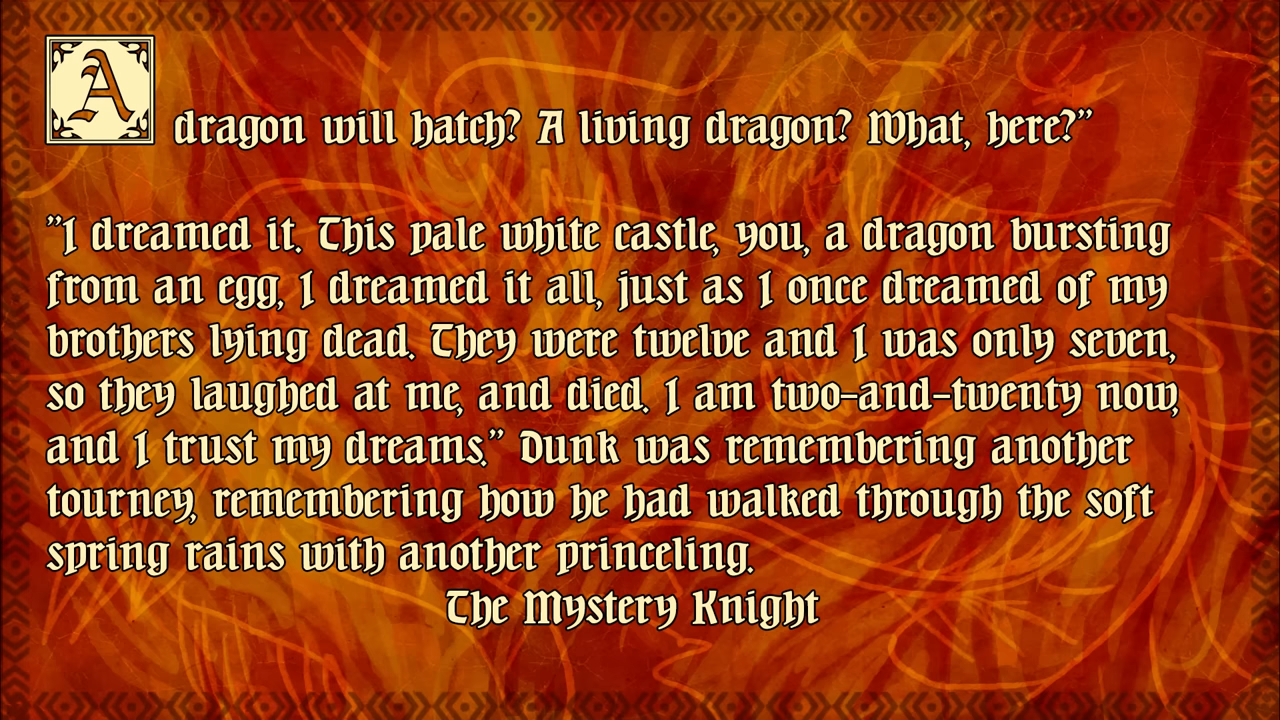 A dragon will hatch? A living dragon? What, here?”
”I dreamed it. This pale white castle, you, a dragon bursting
from an egg, I dreamed it all, just as I once dreamed of my
brothers lying dead. They were twelve and I was only seven,
so they laughed at me, and died. I am two-and-twenty now,
and I trust my dreams.” Dunk was remembering another
tourney, remembering how he had walked through the soft
spring rains with another princeling.
The Mystery Knight